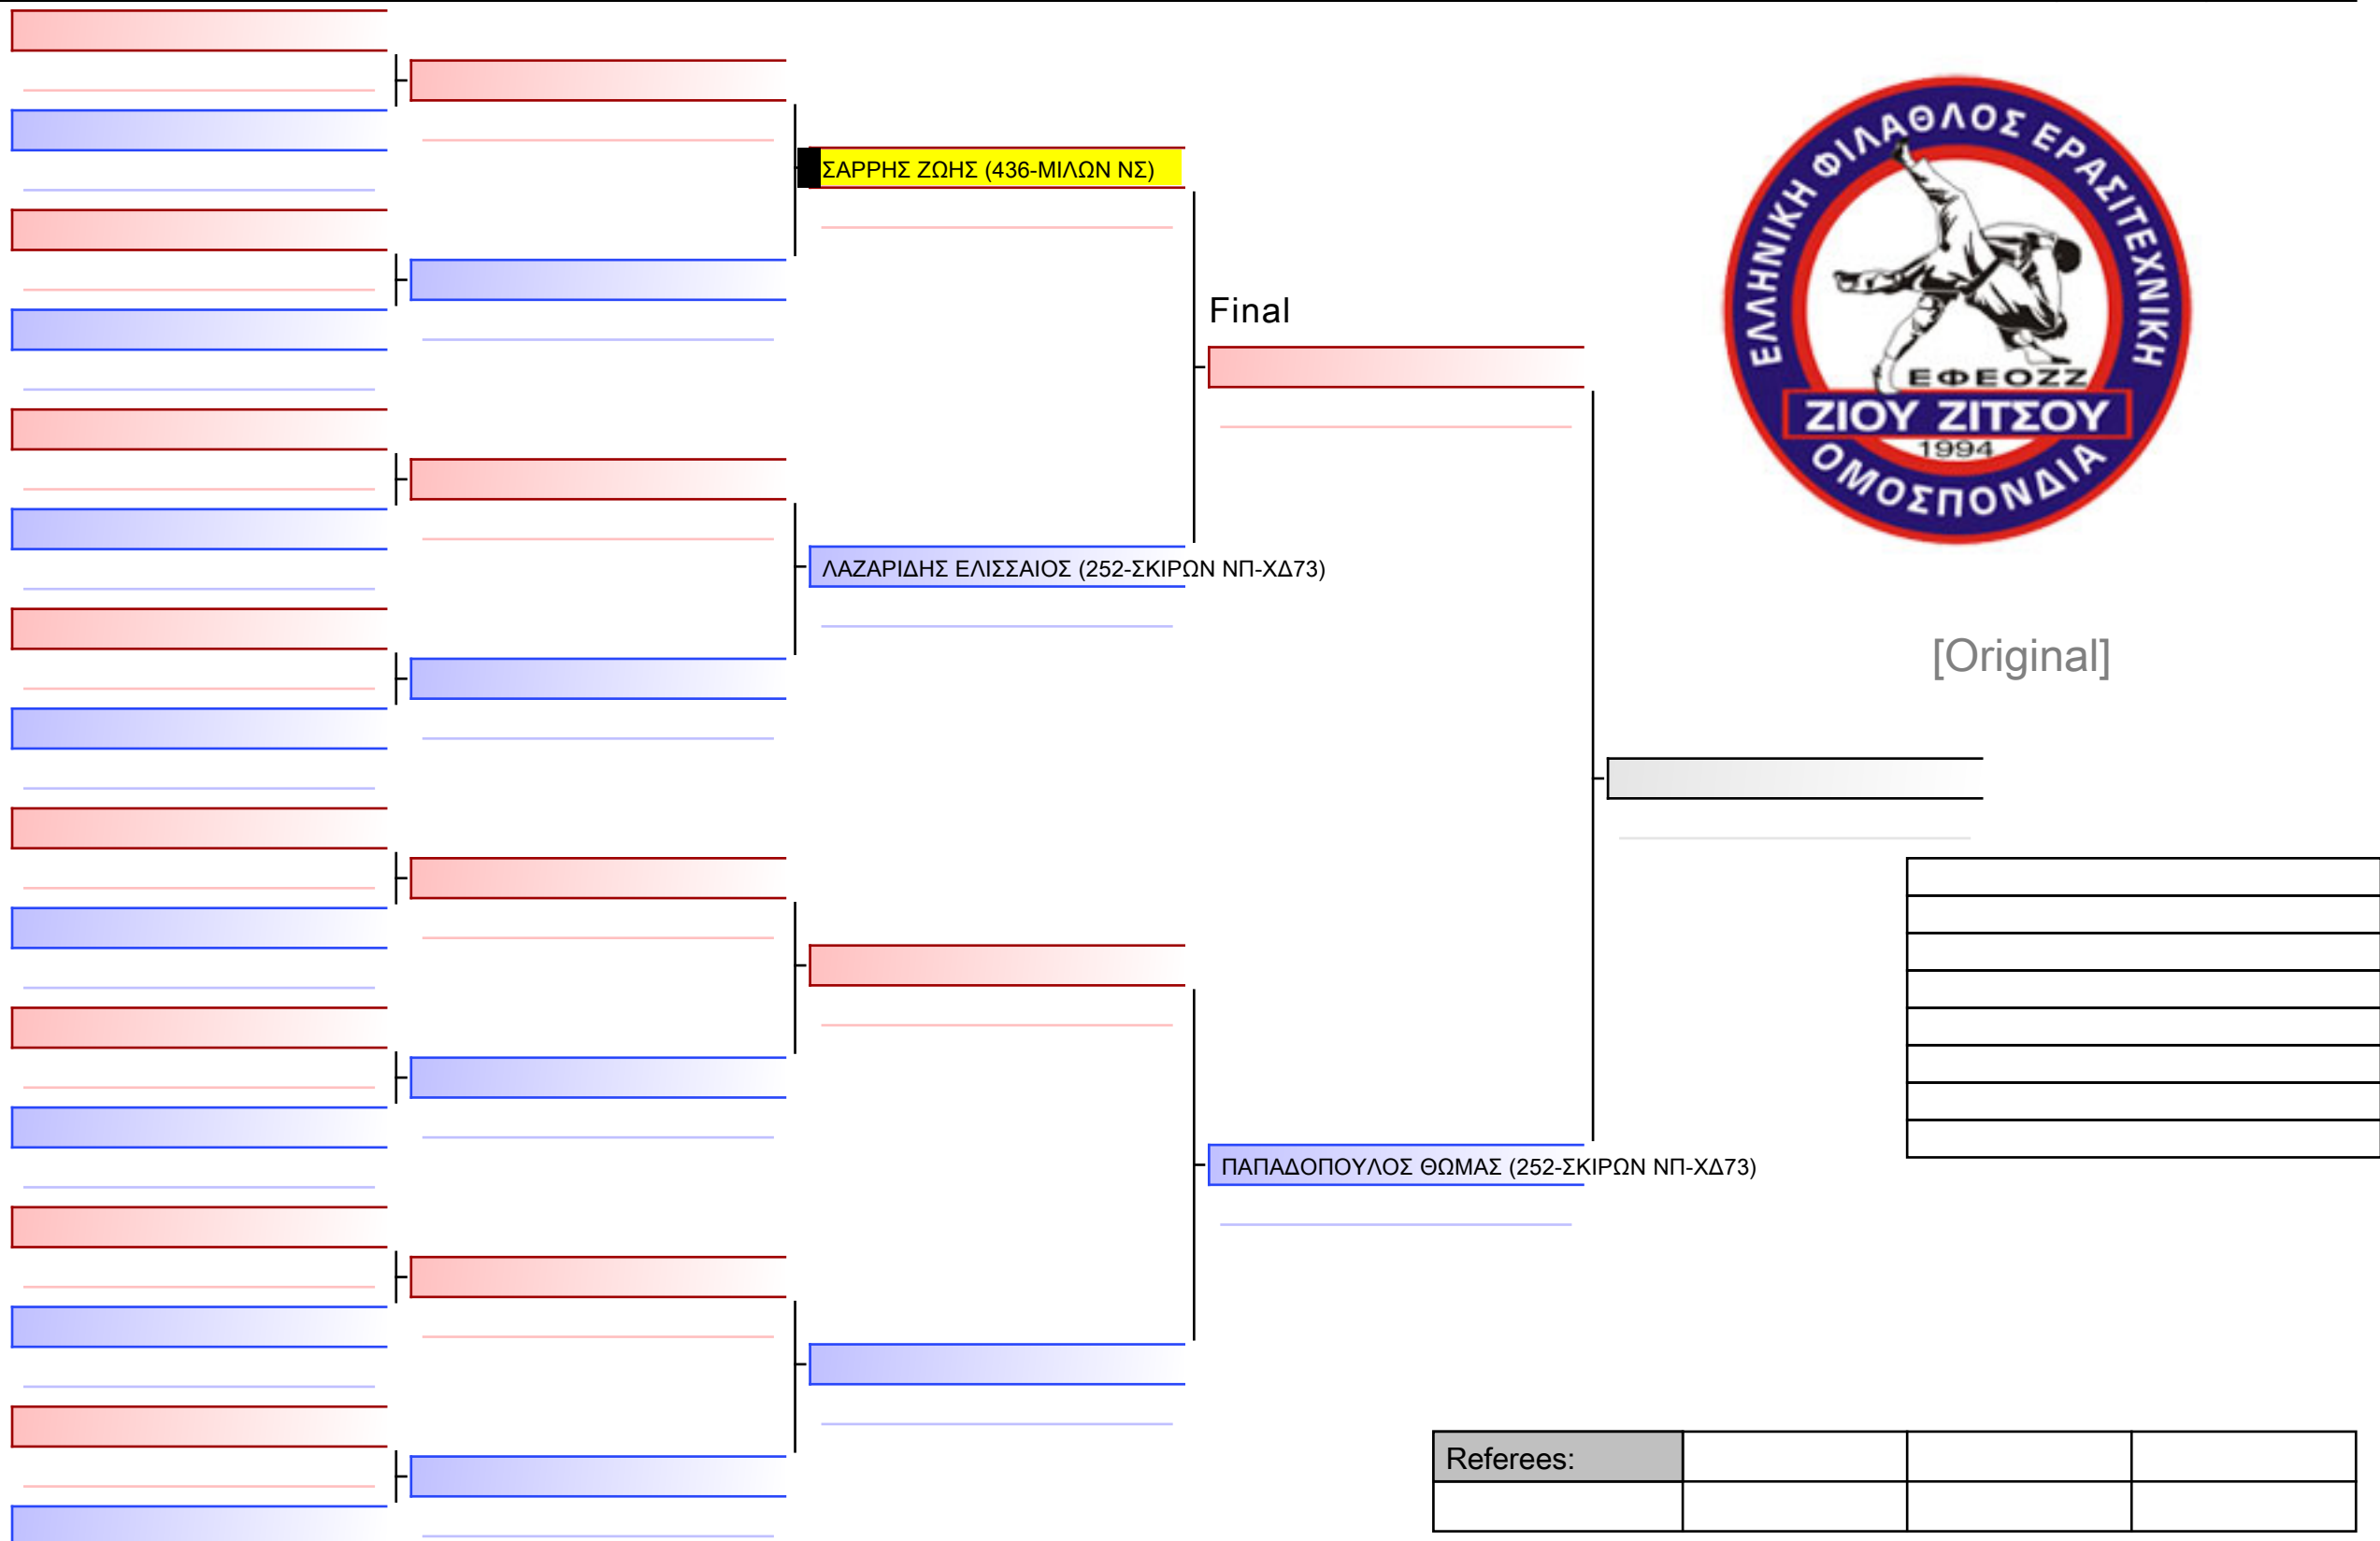 ΣΑΡΡΗΣ ΖΩΗΣ (436-ΜΙΛΩΝ ΝΣ)
Final
ΛΑΖΑΡΙΔΗΣ ΕΛΙΣΣΑΙΟΣ (252-ΣΚΙΡΩΝ ΝΠ-ΧΔ73)
ΕΛΛΗΝΙΚΗ ΦΙΛΑΘΛΟΣ ΕΡΑΣΙΤΕΧΝΙΚΗ
ΕΦΕΟΖΖ
ΖΙΟΥ ΖΙΤΣΟΥ
1994
ΟΜΟΣΠΟΝΔΙΑ
[Original]
ΠΑΠΑΔΟΠΟΥΛΟΣ ΘΩΜΑΣ (252-ΣΚΙΡΩΝ ΝΠ-ΧΔ73)
Referees: